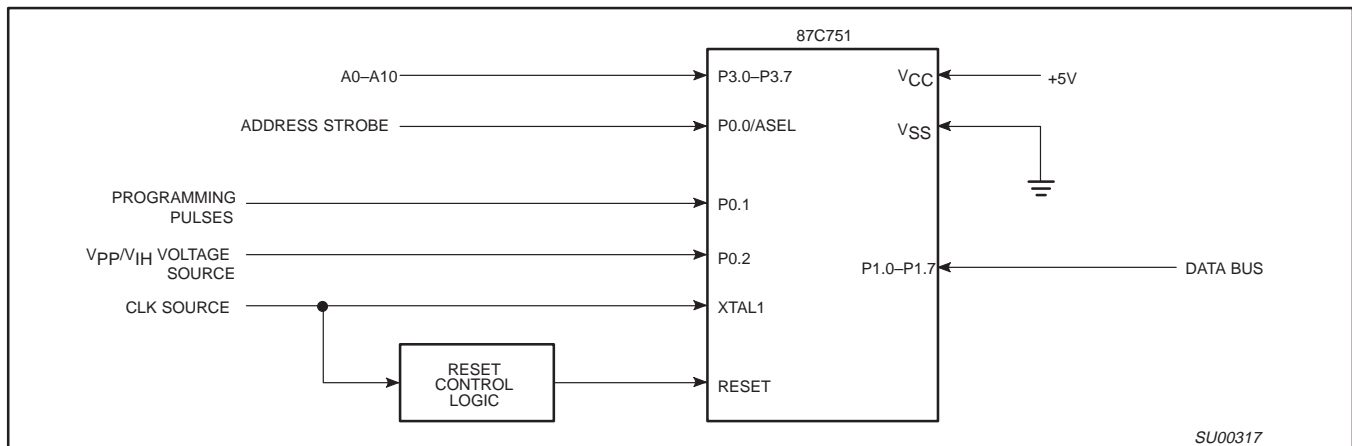 87C751
A0–A10
P3.0–P3.7
VCC
+5V
ADDRESS STROBE
P0.0/ASEL
VSS
PROGRAMMING
PULSES
P0.1
VPP/VIH VOLTAGE
SOURCE
P0.2
P1.0–P1.7
DATA BUS
CLK SOURCE
XTAL1
RESET
CONTROL
LOGIC
RESET
SU00317